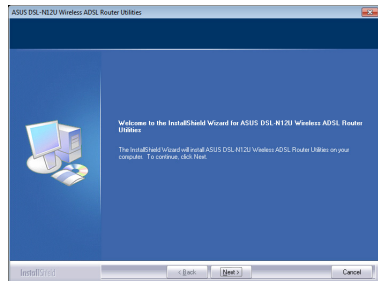 ASUS DSL-N12U Wireless ADSL Router Utilities
Welcome to the InstallShield Wizard for ASUS DSL-N12U Wireless ADSL Router
Utilities
The InstallShield Wizard will install ASUS DSL-N12U Wireless ADSL Router Utilities on your
computer. To continue, click Next.
InstallShield
< Back
Next >
Cancel